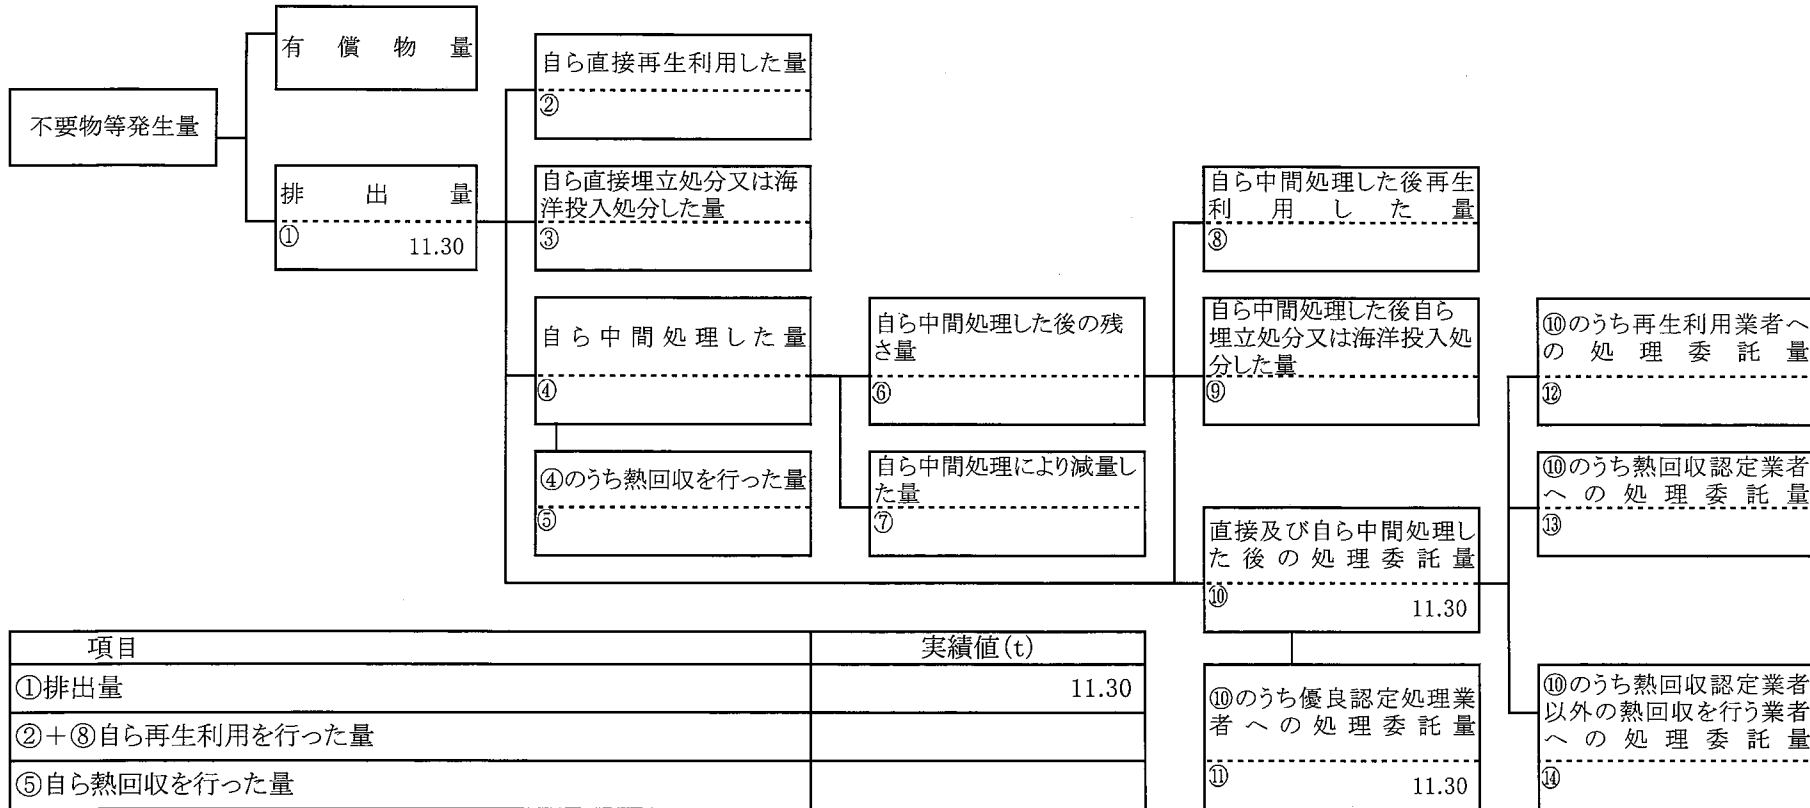 不要物等発生量
有償物量
排出量
①
11.30
自ら直接再生利用した量
②
自ら直接埋立処分又は海
洋投入処分した量
③
自ら中間処理した量
④
④のうち熱回収を行った量
⑤
自ら中間処理した後の残
さ量
⑥
自ら中間処理により減量し
た量
⑦
自ら中間処理した後再生
利用した量
⑧
自ら中間処理した後自ら
埋立処分又は海洋投入処
分した量
⑨
直接及び自ら中間処理し
た後の処理委託量
⑩
11.30
⑩のうち優良認定処理業
者への処理委託量
⑪
11.30
⑩のうち再生利用業者へ
の処理委託量
⑫
⑩のうち熱回収認定業者
への処理委託量
⑬
⑩のうち熱回収認定業者
以外の熱回収を行う業者
への処理委託量
⑭
項目 実績値(t)
①排出量 11.30
②+⑧自ら再生利用を行った量
⑤自ら熱回収を行った量